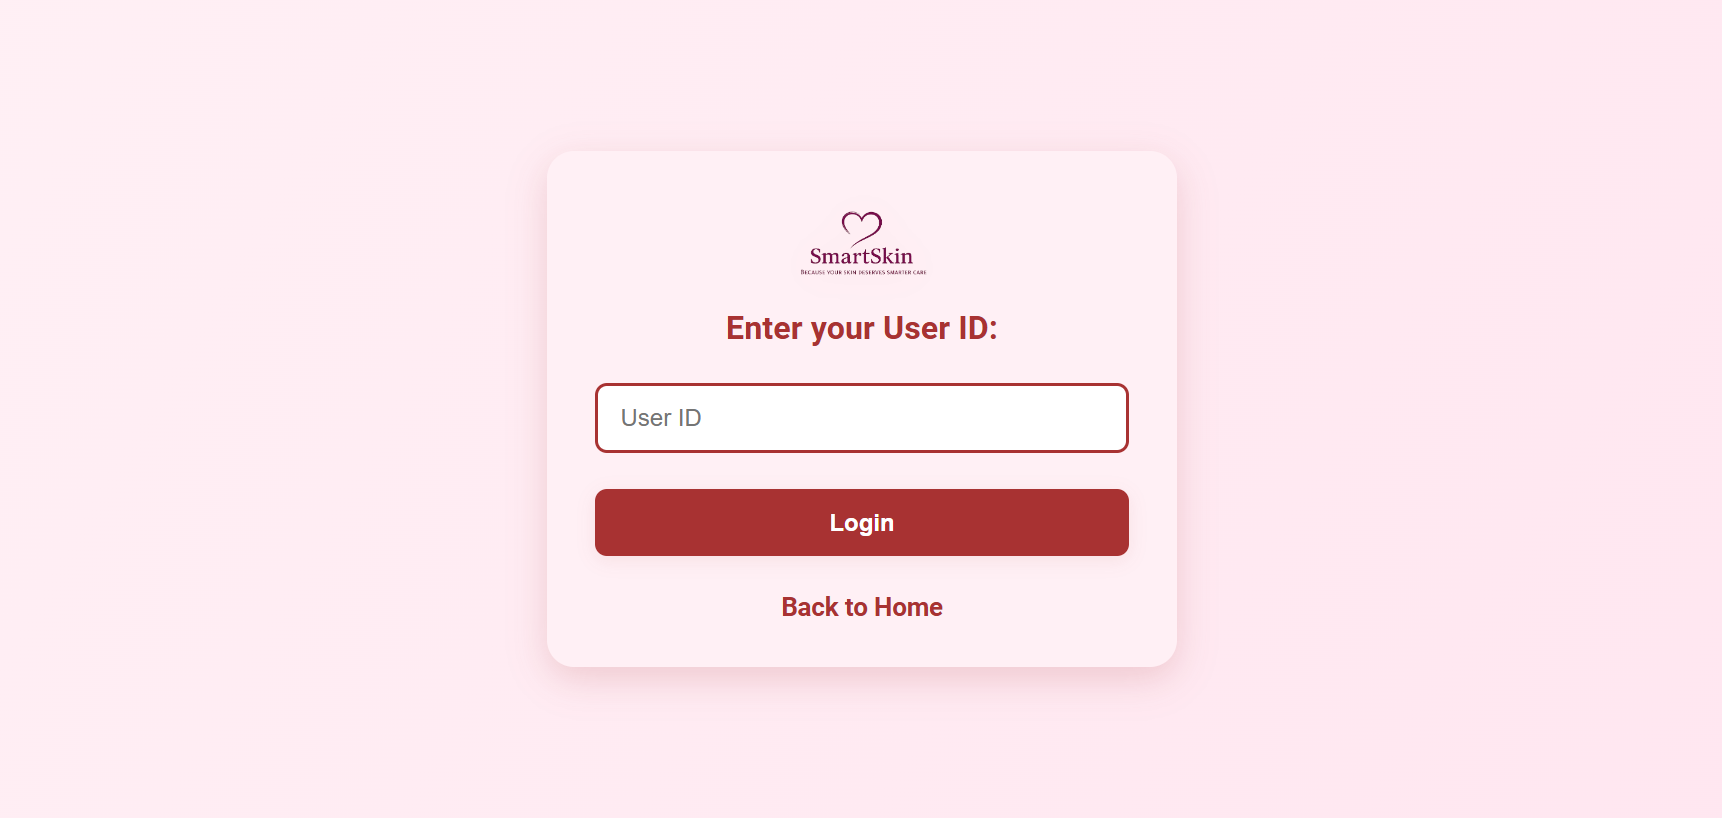 SmartSkin
BECAUSE YOUR SKIN DESERVES SMARTER CARE
Enter your User ID:
User ID
Login
Back to Home